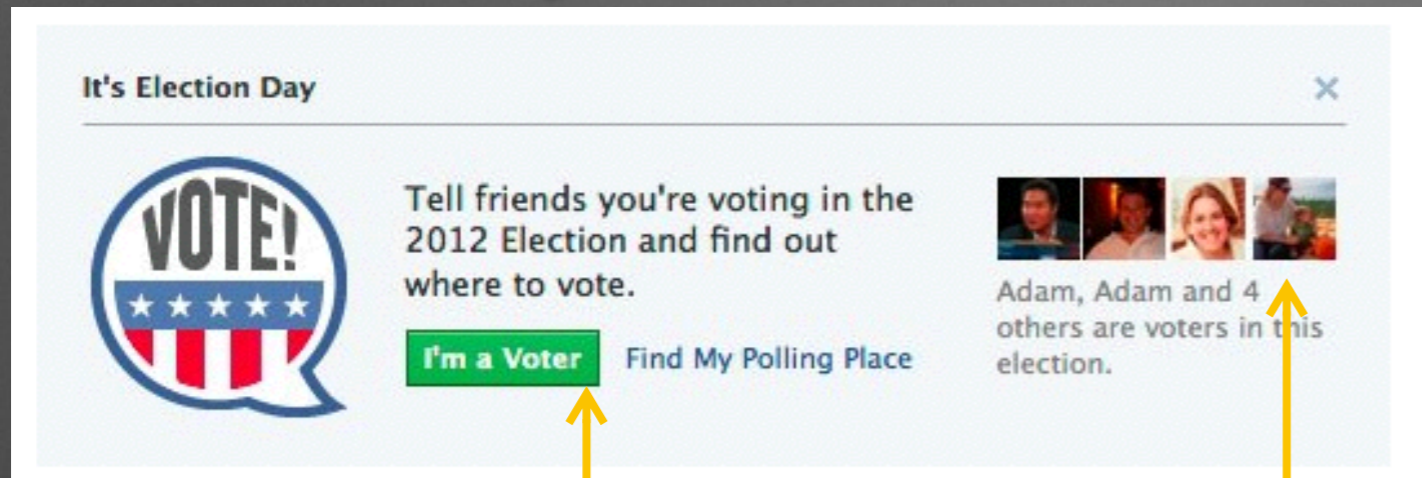 It's Election Day
×
VOTE!
Tell friends you're voting in the
2012 Election and find out
where to vote.
I'm a Voter
Find My Polling Place
Adam, Adam and 4
others are voters in this
election.